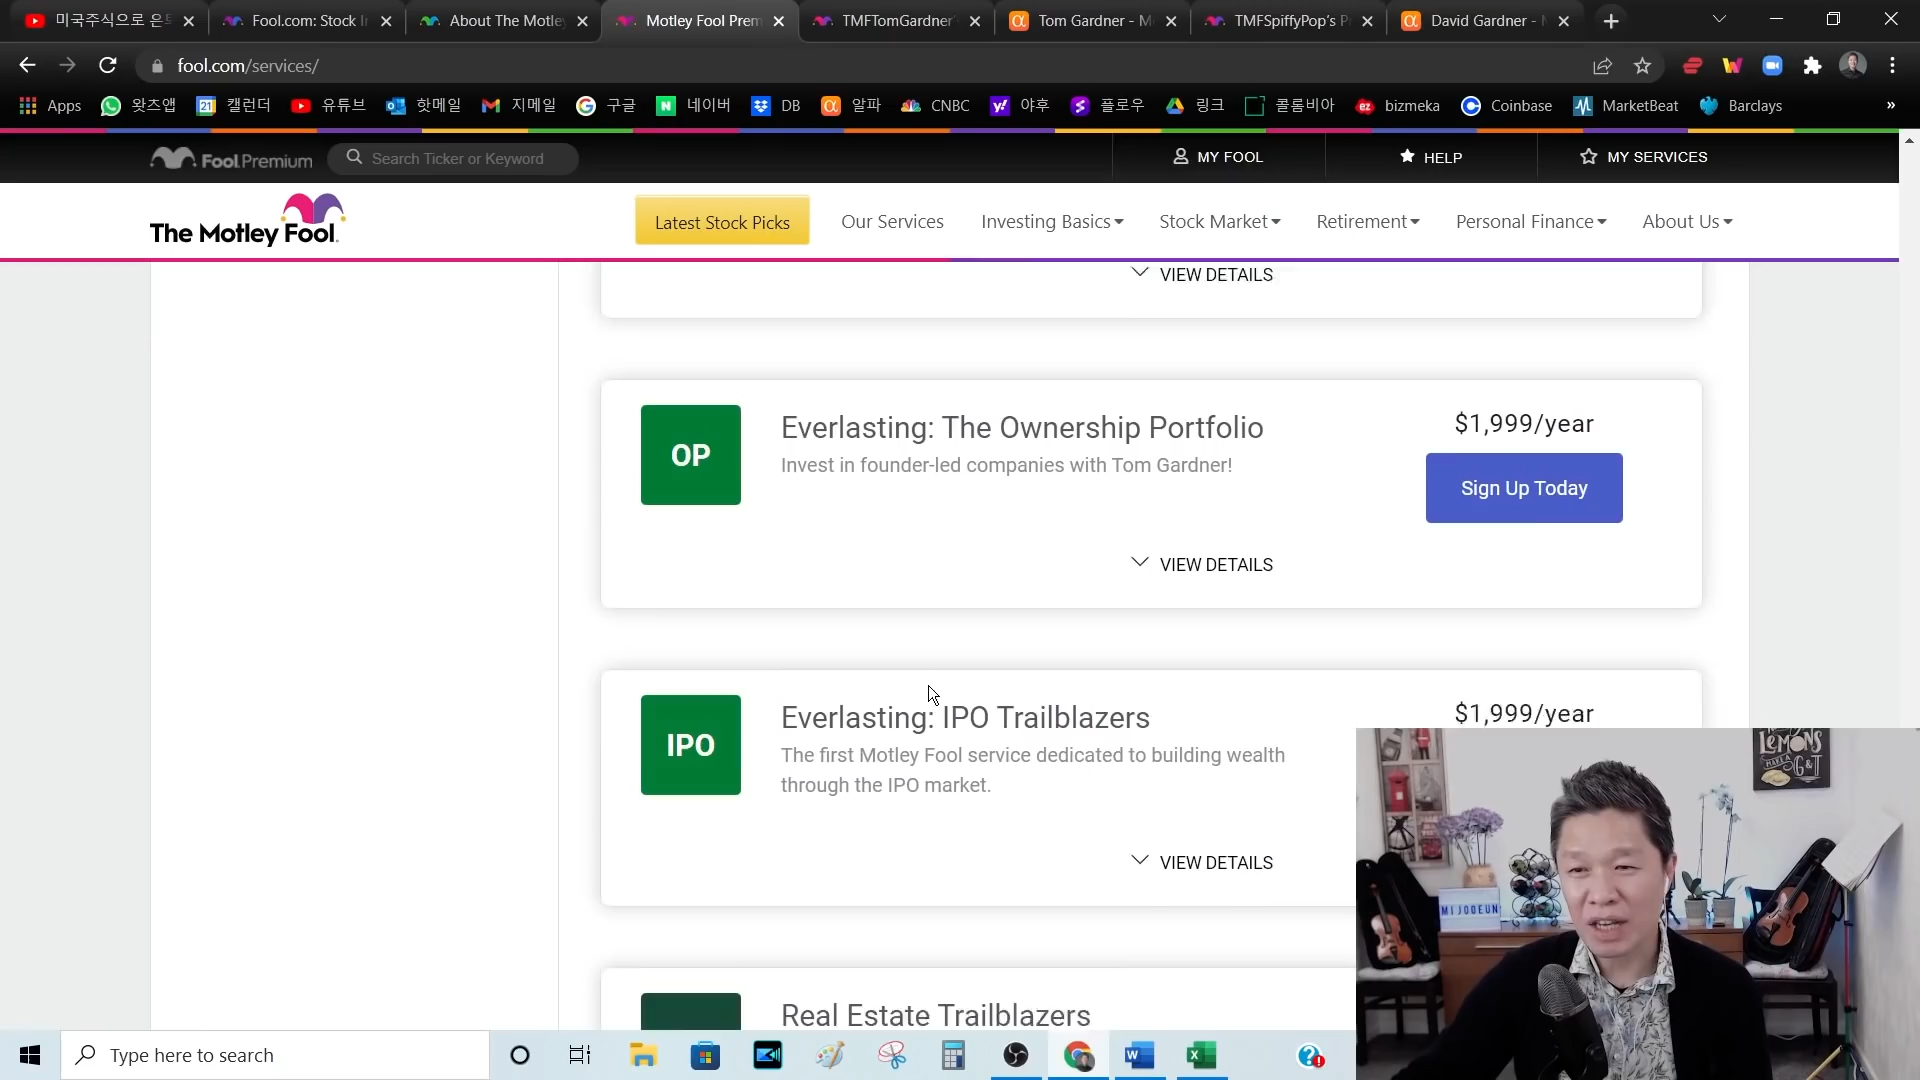 미국주식으로 은
Fool.com: Stock I
About The Motle
Motley Fool Prem
TMFTomGardner'
Tom Gardner - M
TMFSpiffyPop's P
David Gardner -
fool.com/services/
Apps
왓츠앱
캘린더
유튜브
핫메일
지메일
구글
네이버
DB
알파
CNBC
야후
플로우
링크
콜롬비아
bizmeka
Coinbase
MarketBeat
Barclays
»
FoolPremium
Search Ticker or Keyword
MY FOOL
HELP
MY SERVICES
The Motley Fool.
Latest Stock Picks
Our Services
Investing Basics
Stock Market
Retirement
Personal Finance
About Us
VIEW DETAILS
OP
Everlasting: The Ownership Portfolio
Invest in founder-led companies with Tom Gardner!
$1,999/year
Sign Up Today
VIEW DETAILS
IPO
Everlasting: IPO Trailblazers
The first Motley Fool service dedicated to building wealth
through the IPO market.
$1,999/year
VIEW DETAILS
Real Estate Trailblazers
LEMONS
MAKE A
G&T
MIJOOEUN
Type here to search